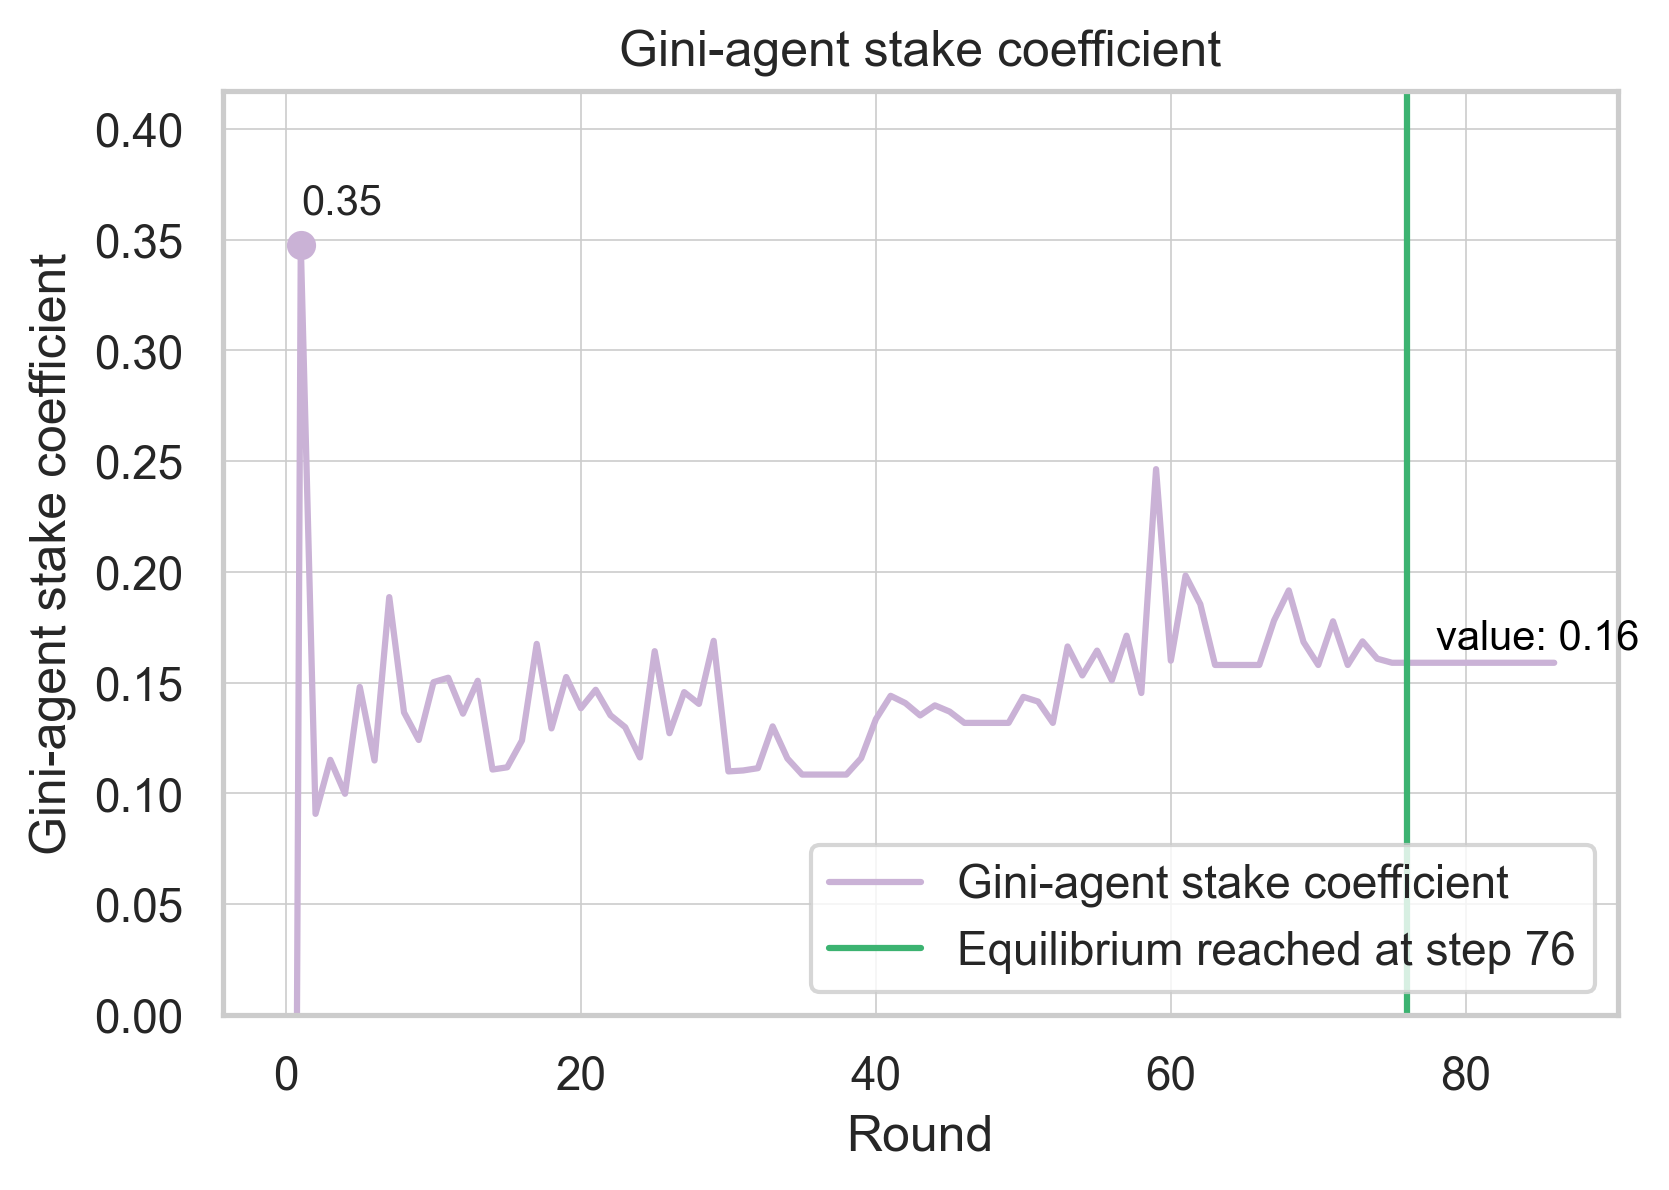 Gini-agent stake coefficient
Gini-agent stake coefficient
0.40
0.35
0.30
0.25
0.20
0.15
0.10
0.05
0.00
0.35
value: 0.16
Gini-agent stake coefficient
Equilibrium reached at step 76
0
20
40
60
80
Round